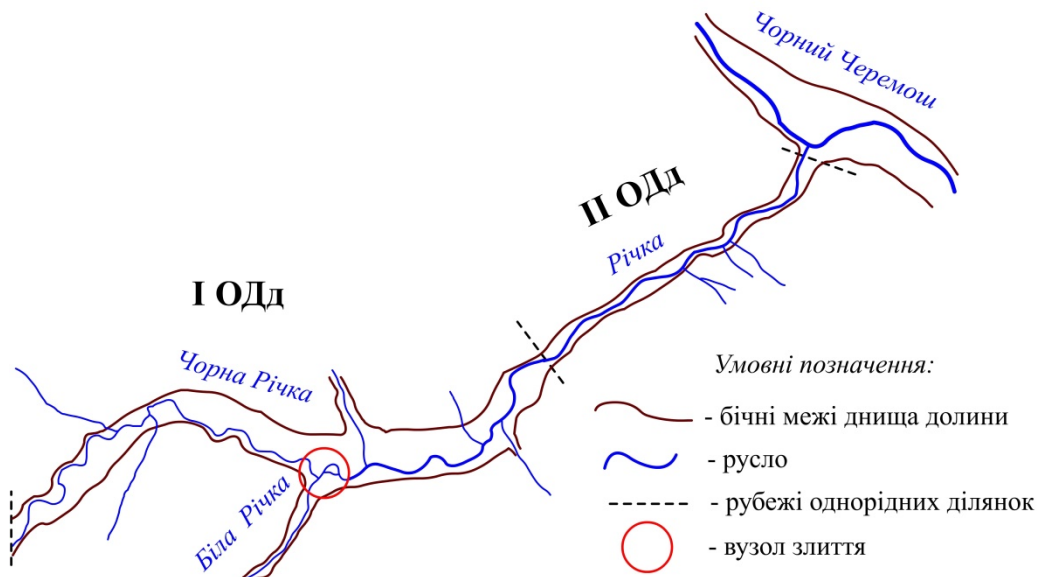 Чорний Черемош
ІІ ОДд
Річка
І ОДд
Чорна Річка
Біла Річка
Умовні позначення:
- бічні межі днища долини
- русло
- рубежі однорідних ділянок
- вузол злиття